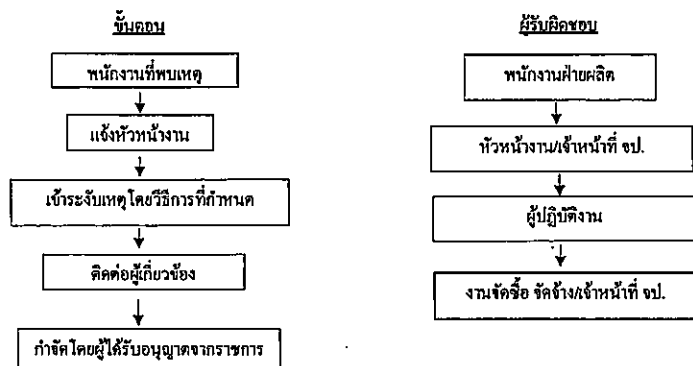 ขั้นตอน
พนักงานที่พบเหตุ
แจ้งหัวหน้างาน
เข้าระงับเหตุโดยวิธีการที่กำหนด
ติดต่อผู้เกี่ยวข้อง
กำจัดโดยผู้ได้รับอนุญาตจากราชการ
ผู้รับผิดชอบ
พนักงานฝ่ายผลิต
หัวหน้างาน/เจ้าหน้าที่ จป.
ผู้ปฏิบัติงาน
งานจัดซื้อ จัดจ้าง/เจ้าหน้าที่ จป.